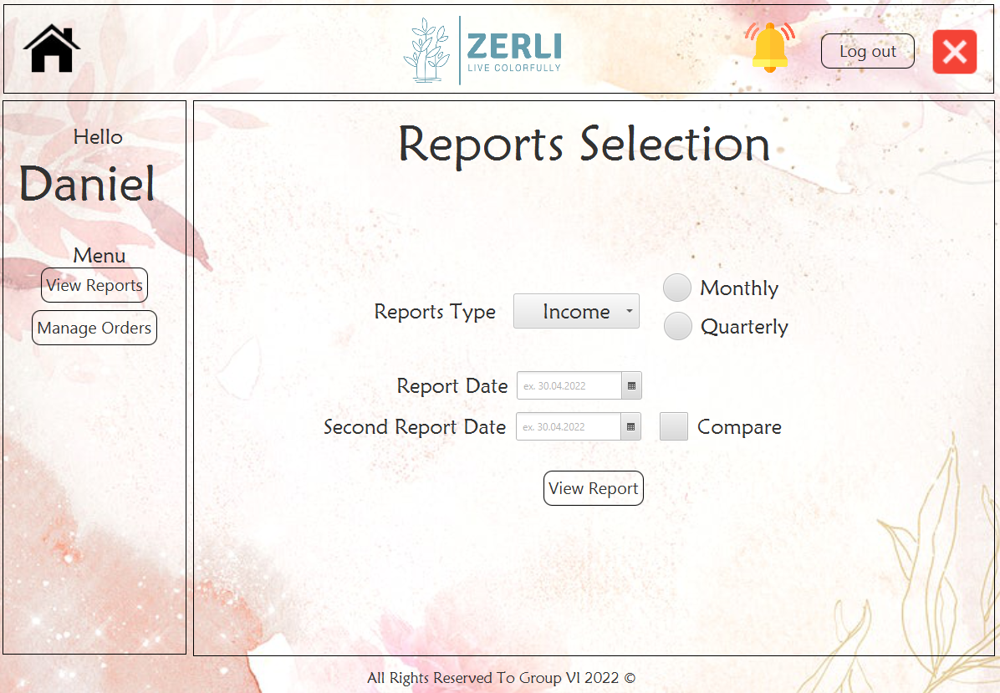 ZERLI
LIVE COLORFULLY
Log out
Hello
Daniel
Menu
View Reports
Manage Orders
Reports Selection
Reports Type
Income
Monthly
Quarterly
Report Date
ex. 30.04.2022
Second Report Date
ex. 30.04.2022
Compare
View Report
All Rights Reserved To Group VI 2022 ©